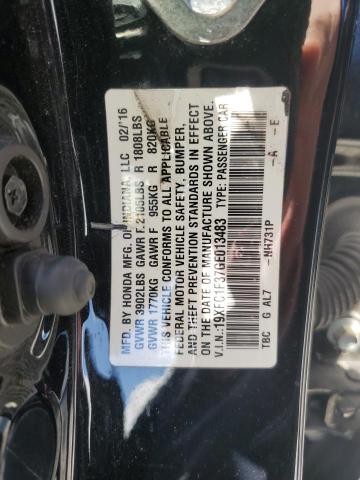 MFD. BY HONDA MFG. OF INDIANA, LLC 02/'16
GVWR 3902LBS GAWR F. 2105LBS R 1808LBS
GVWR 1770KG GAWR F 955KG R 820KG
THIS VEHICLE CONFORMS TO ALL APPLICABLE
FEDERAL MOTOR VEHICLE SAFETY, BUMPER,
AND THEFT PREVENTION STANDARDS IN EFFECT
ON THE DATE OF MANUFACTURE SHOWN ABOVE.
V.I.N.:19XFC1F37GE013483 TYPE: PASSENGER CAR
TBC G AL7 -NH731P -A -E